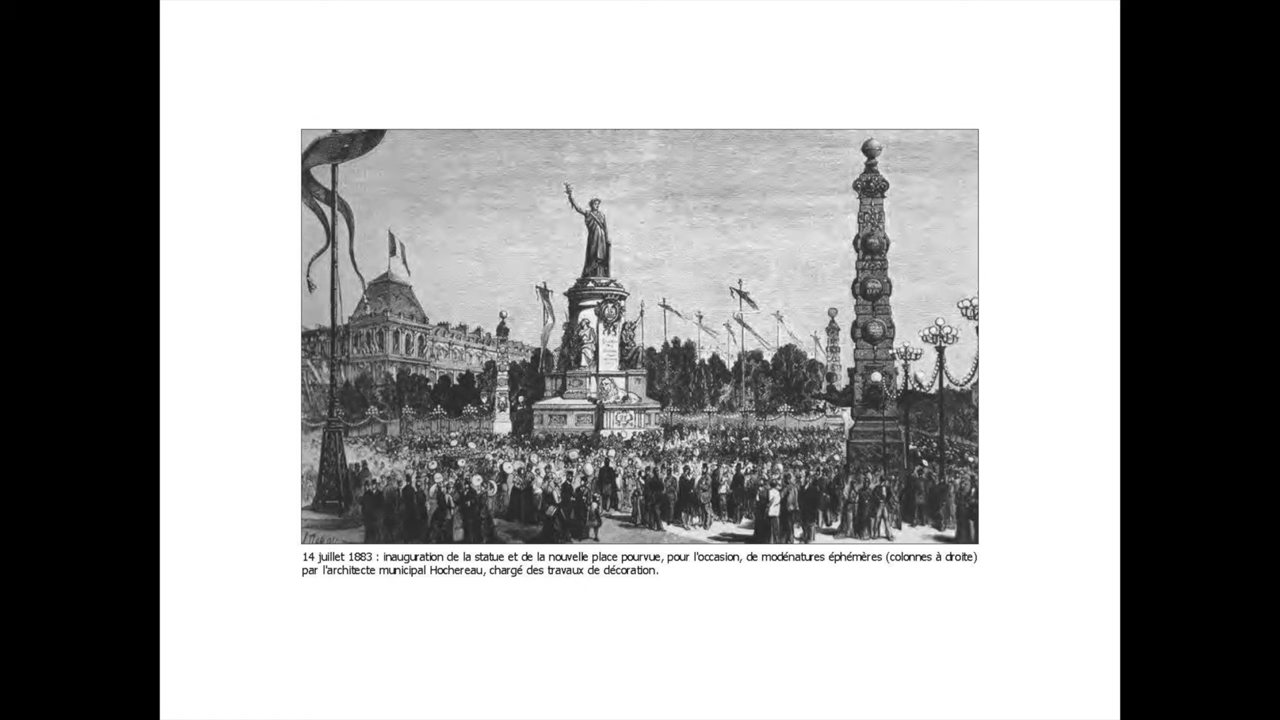 14 juillet 1883 : inauguration de la statue et de la nouvelle place pourvue, pour l'occasion, de modénatures éphémères (colonnes à droite)
par l'architecte municipal Hochereau, chargé des travaux de décoration.